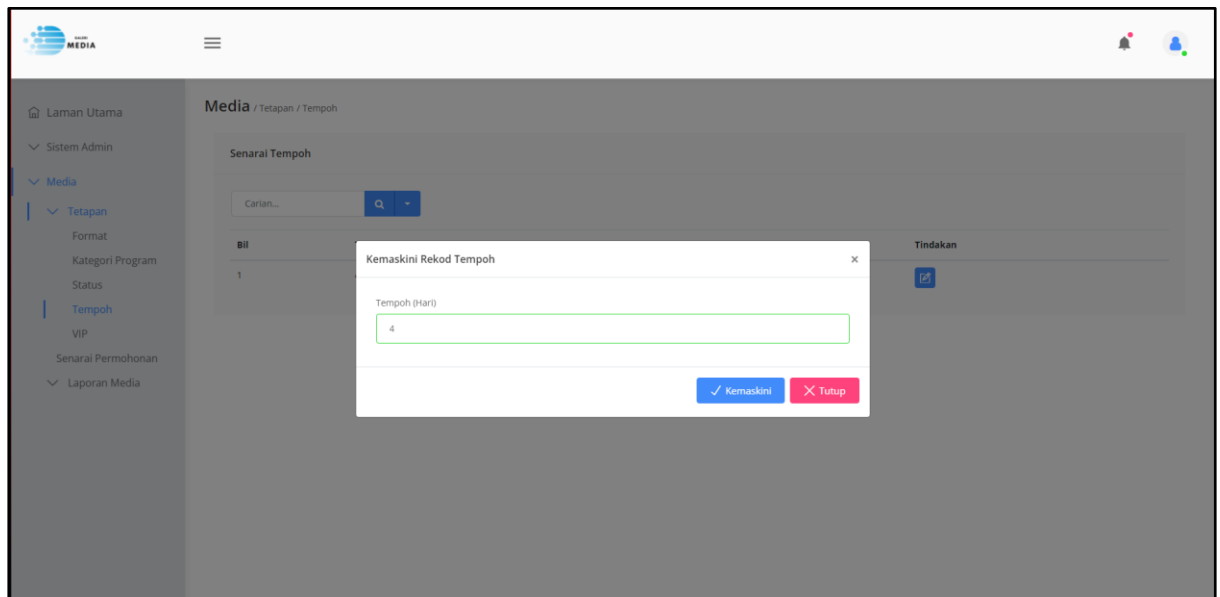 MEDIA
Laman Utama
Sistem Admin
Media
Tetapan
Format
Kategori Program
Status
Tempoh
VIP
Senarai Permohonan
Laporan Media
Media / Tetapan / Tempoh
Senarai Tempoh
Carian...
Bil
Tindakan
1
Kemaskini Rekod Tempoh
×
Tempoh (Hari)
4
Kemaskini
Tutup